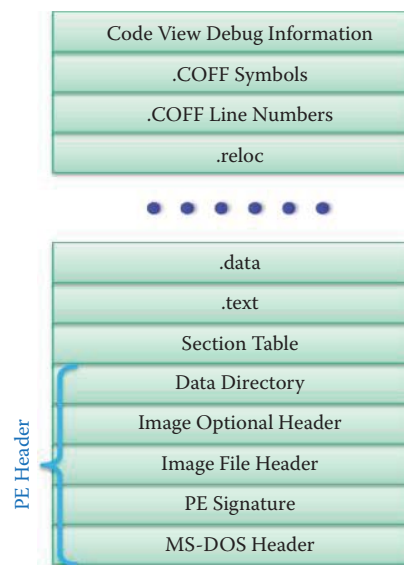 Code View Debug Information
.COFF Symbols
.COFF Line Numbers
.reloc
.data
.text
Section Table
Data Directory
Image Optional Header
Image File Header
PE Signature
MS-DOS Header
PE Header